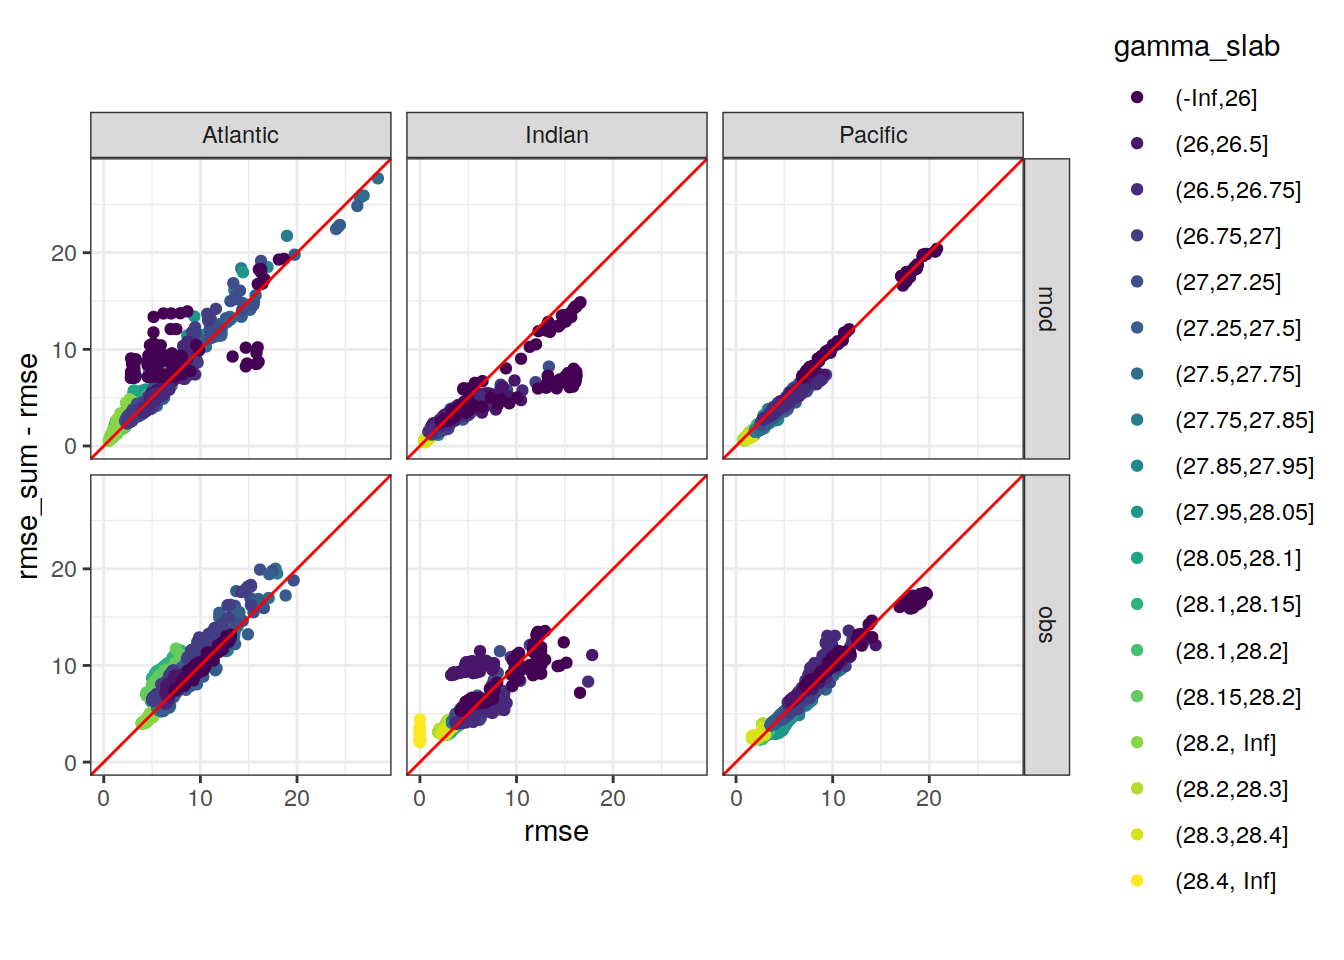 gamma_slab
(-Inf,26]
(26,26.5]
(26.5,26.75]
(26.75,27]
(27,27.25]
(27.25,27.5]
(27.5,27.75]
(27.75,27.85]
(27.85,27.95]
(27.95,28.05]
(28.05,28.1]
(28.1,28.15]
(28.1,28.2]
(28.15,28.2]
(28.2, Inf]
(28.2,28.3]
(28.3,28.4]
(28.4, Inf]
Atlantic Indian Pacific
rmse_sum - rmse
20
10
0
mod
20
10
0
obs
0 10 20 0 10 20 0 10 20
rmse